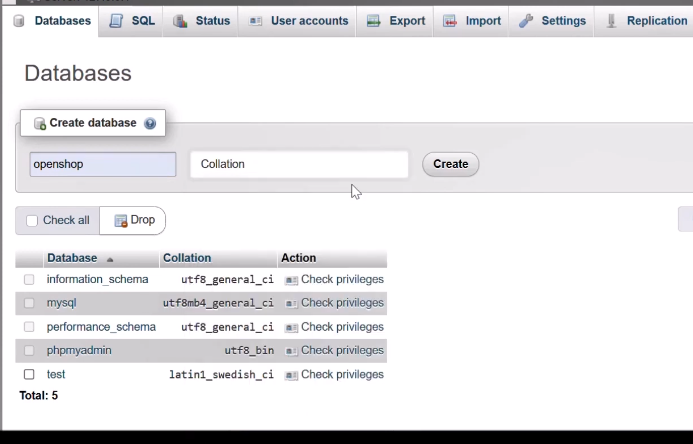 Databases SQL Status User accounts Export Import Settings Replication
Databases
Create database
openshop Collation Create
Check all Drop
Database Collation Action
information_schema utf8_general_ci Check privileges
mysql utf8mb4_general_ci Check privileges
performance_schema utf8_general_ci Check privileges
phpmyadmin utf8_bin Check privileges
test latin1_swedish_ci Check privileges
Total: 5